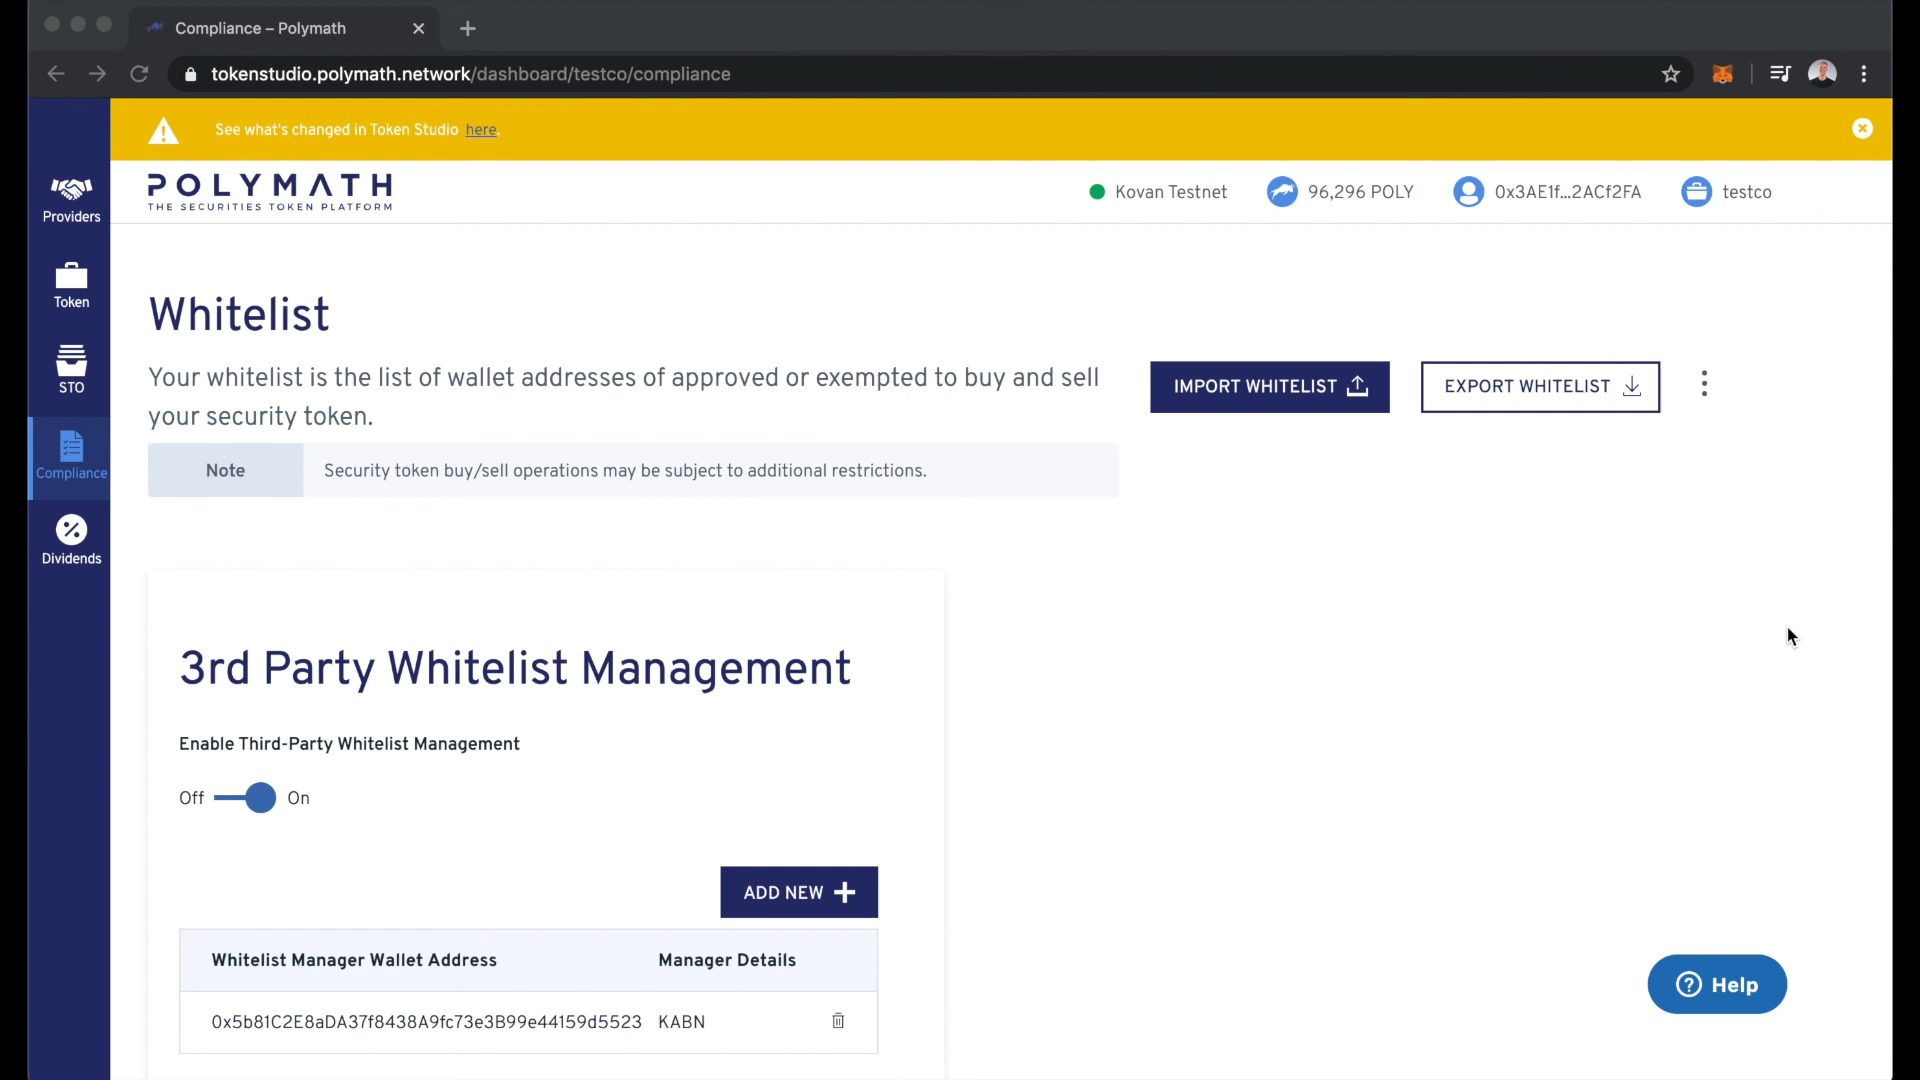 Compliance – Polymath
tokenstudio.polymath.network/dashboard/testco/compliance
See what's changed in Token Studio here.
POLYMATH
THE SECURITIES TOKEN PLATFORM
Kovan Testnet
96,296 POLY
0x3AE1f...2ACf2FA
testco
Providers
Token
STO
Compliance
Dividends
Whitelist
Your whitelist is the list of wallet addresses of approved or exempted to buy and sell
your security token.
IMPORT WHITELIST
EXPORT WHITELIST
Note
Security token buy/sell operations may be subject to additional restrictions.
3rd Party Whitelist Management
Enable Third-Party Whitelist Management
Off
On
ADD NEW
Whitelist Manager Wallet Address
Manager Details
0x5b81C2E8aDA37f8438A9fc73e3B99e44159d5523
KABN
Help